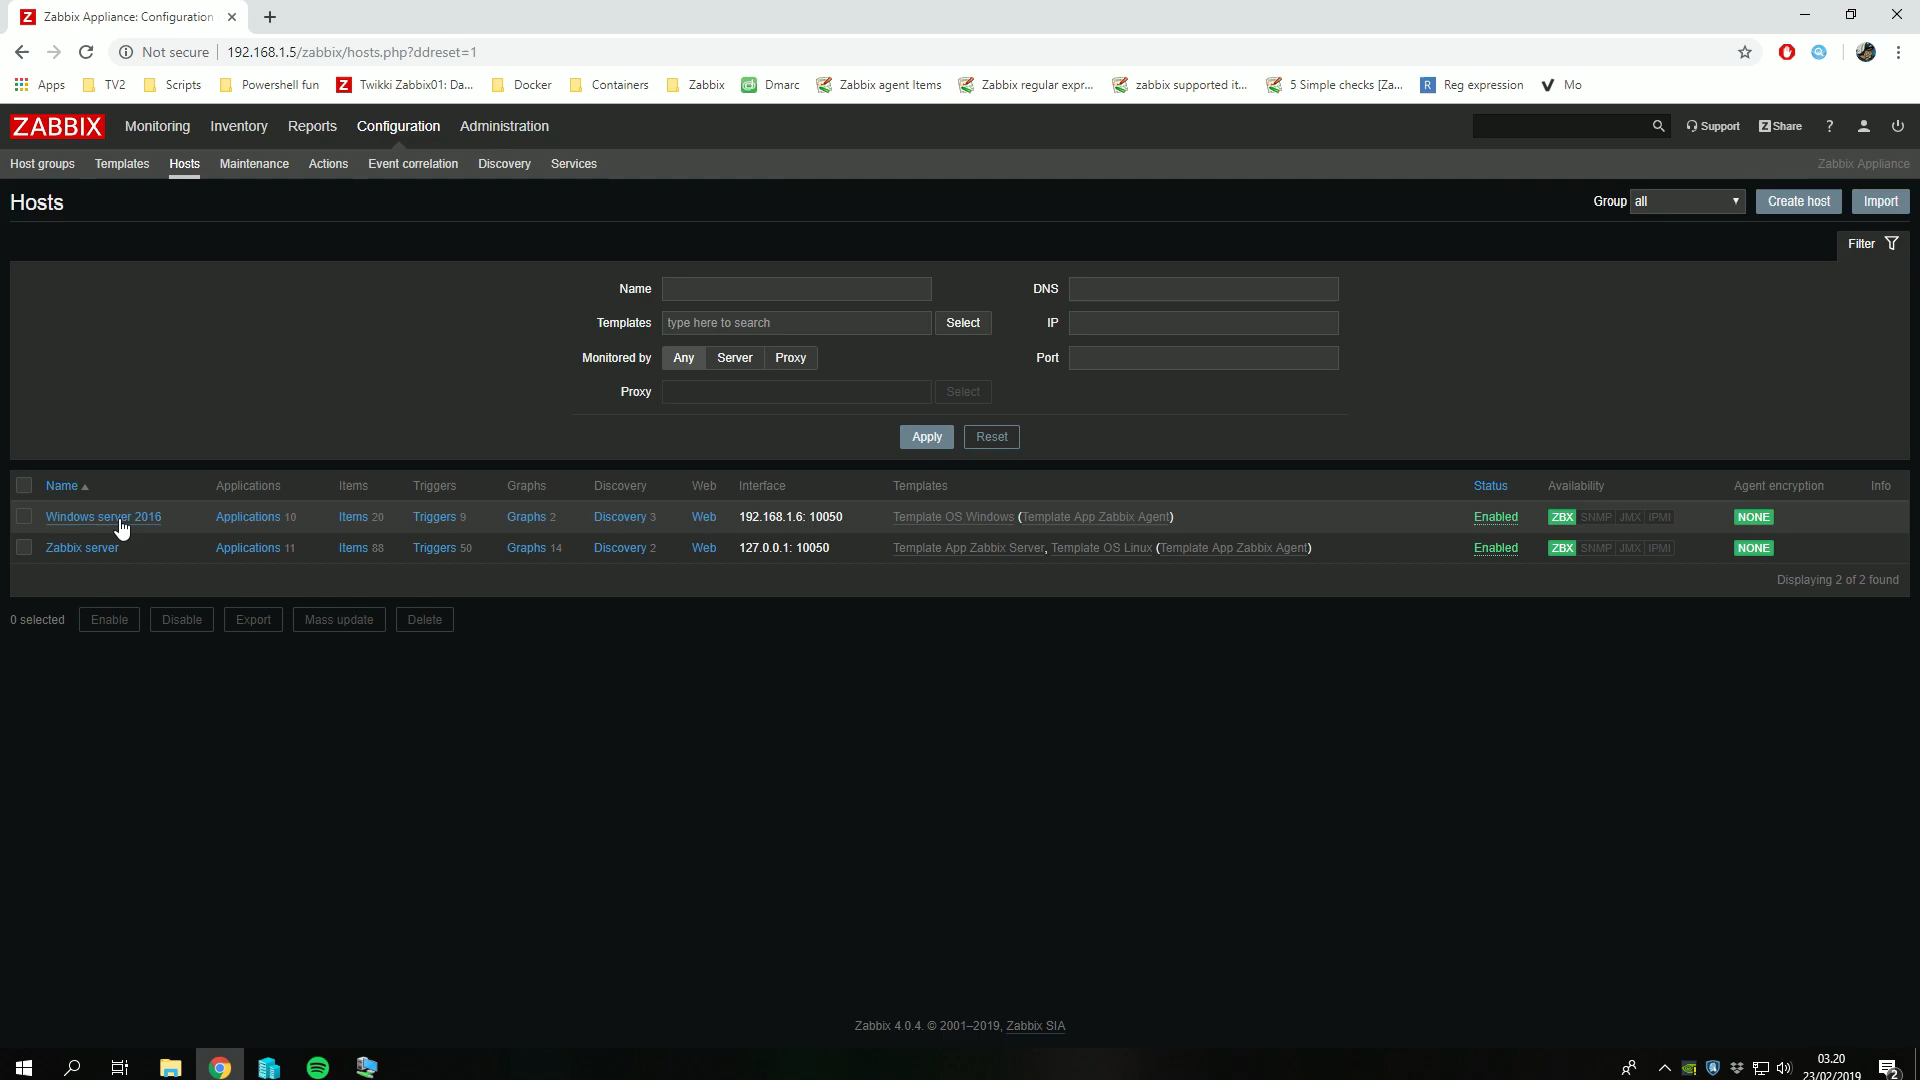 Zabbix Appliance: Configuration
Not secure | 192.168.1.5/zabbix/hosts.php?ddreset=1
Apps TV2 Scripts Powershell fun Twikki Zabbix01: Da... Docker Containers Zabbix Dmarc Zabbix agent Items Zabbix regular expr... zabbix supported it... 5 Simple checks [Za... Reg expression Mo
ZABBIX Monitoring Inventory Reports Configuration Administration Support Share ?
Host groups Templates Hosts Maintenance Actions Event correlation Discovery Services Zabbix Appliance
Hosts Group all Create host Import
Filter
Name DNS
Templates type here to search Select IP
Monitored by Any Server Proxy Port
Proxy Select
Apply Reset
Name Applications Items Triggers Graphs Discovery Web Interface Templates Status Availability Agent encryption Info
Windows server 2016 Applications 10 Items 20 Triggers 9 Graphs 2 Discovery 3 Web 192.168.1.6: 10050 Template OS Windows (Template App Zabbix Agent) Enabled ZBX SNMP JMX IPMI NONE
Zabbix server Applications 11 Items 88 Triggers 50 Graphs 14 Discovery 2 Web 127.0.0.1: 10050 Template App Zabbix Server, Template OS Linux (Template App Zabbix Agent) Enabled ZBX SNMP JMX IPMI NONE
Displaying 2 of 2 found
0 selected Enable Disable Export Mass update Delete
Zabbix 4.0.4. © 2001–2019, Zabbix SIA
03.20
23/02/2019
2